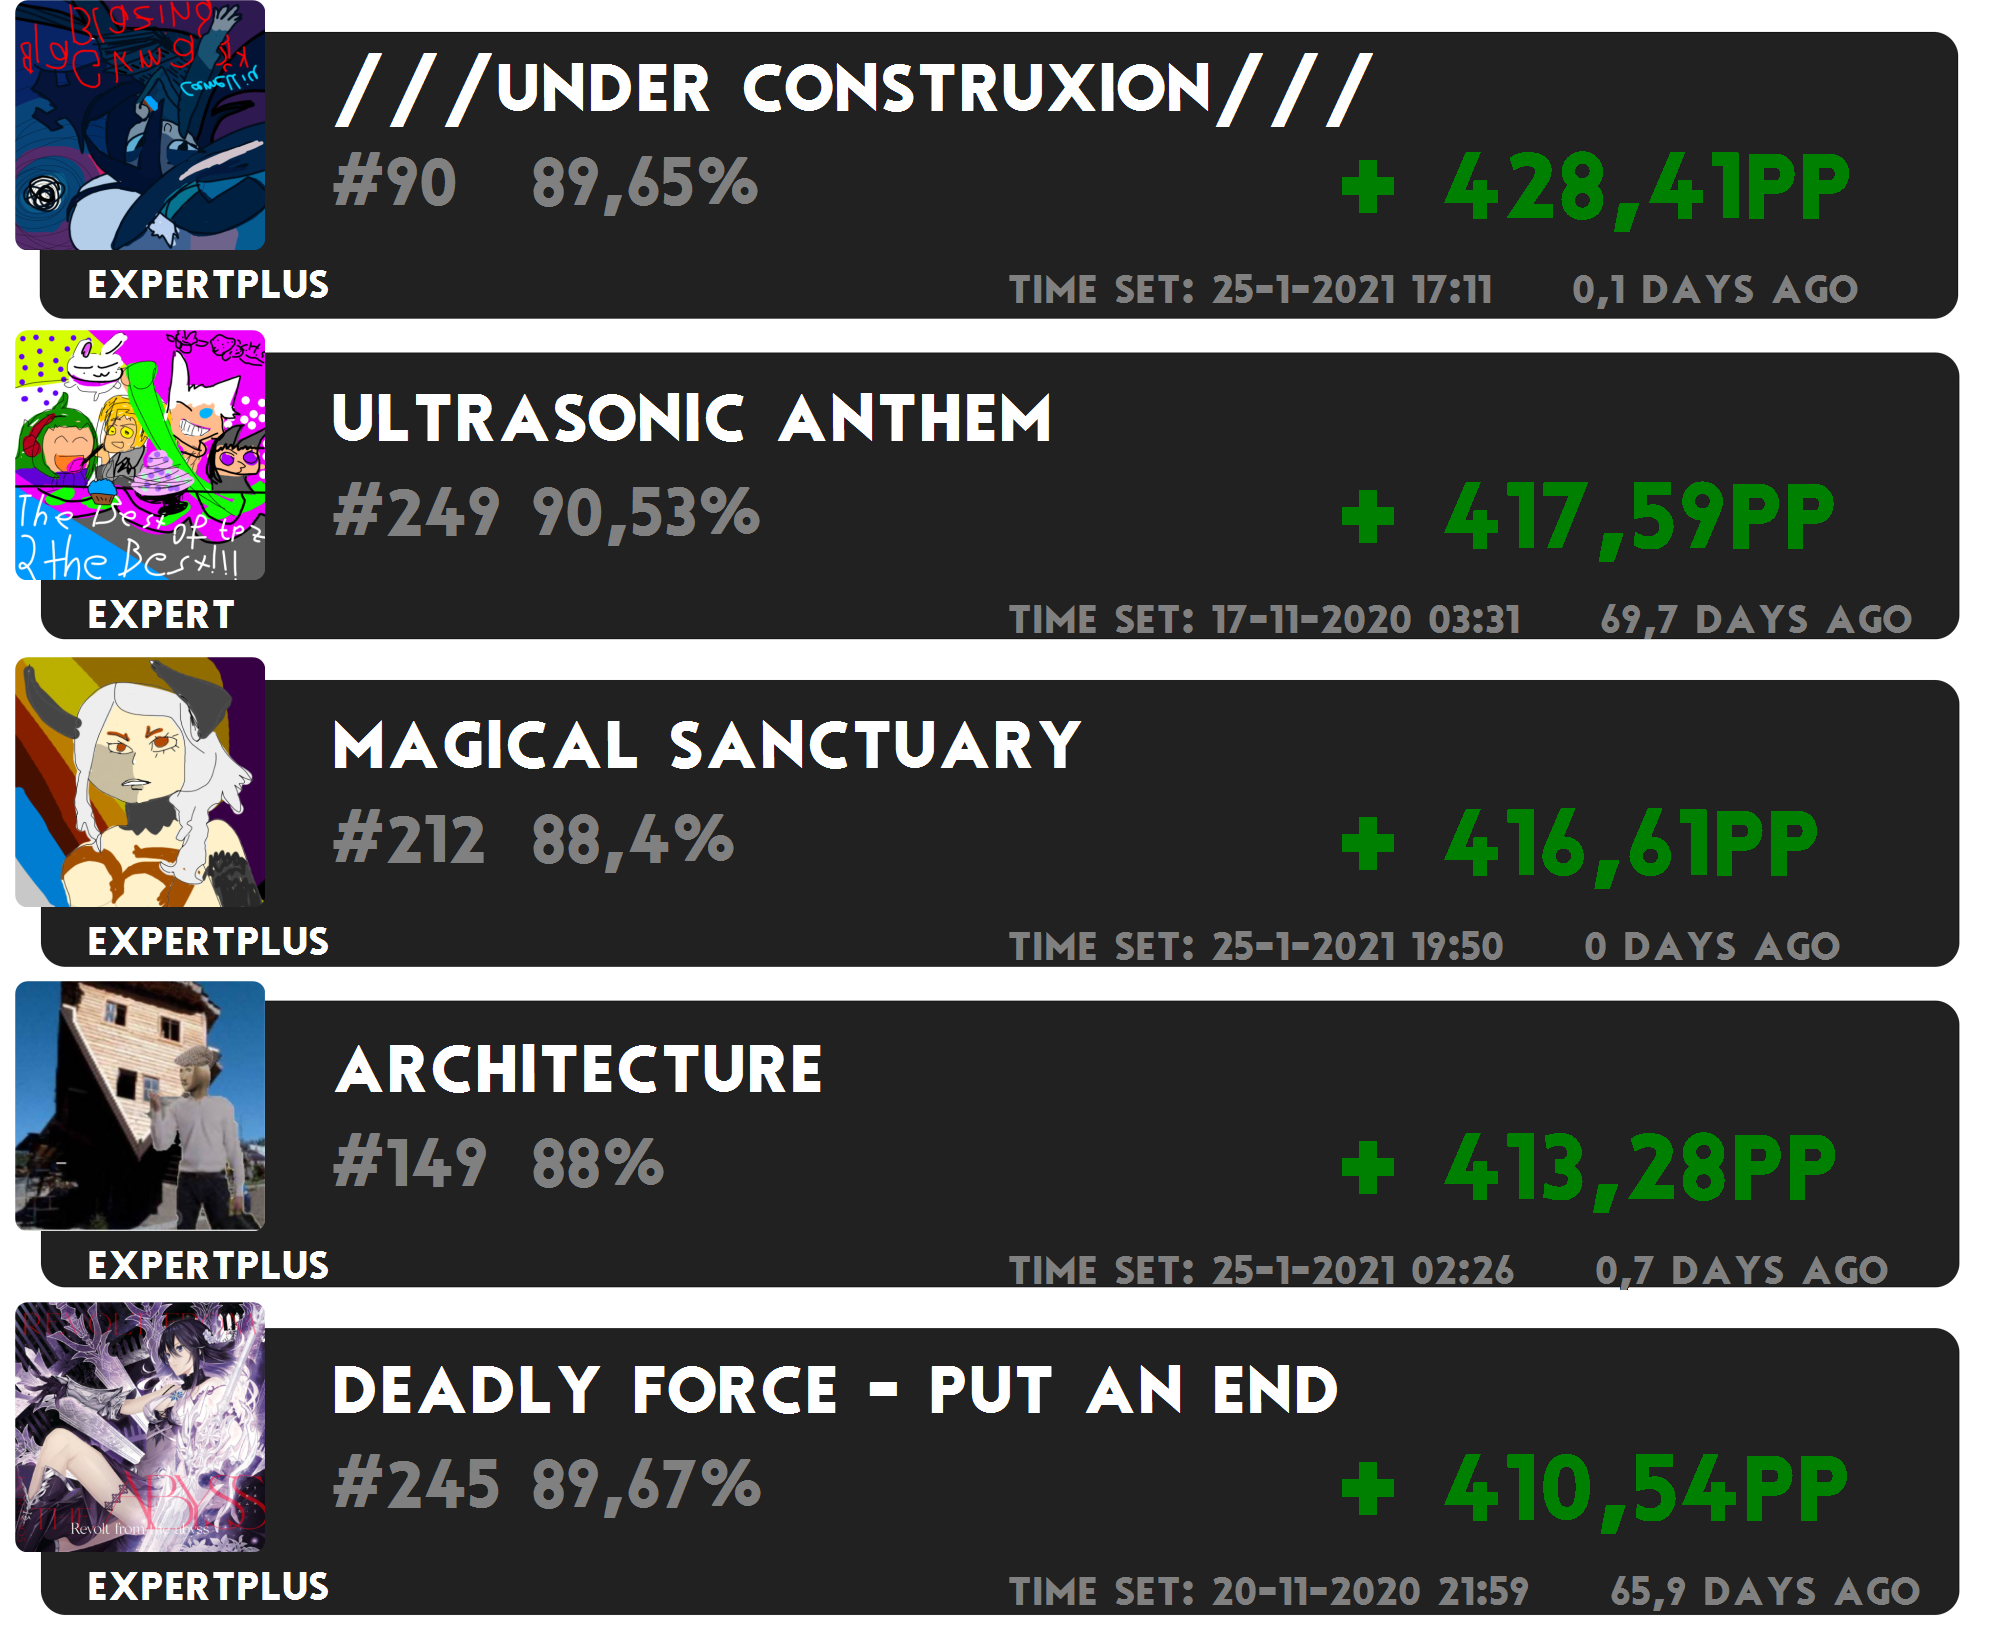 ///UNDER CONSTRUXION///
#90 89,65% + 428,41PP
EXPERTPLUS TIME SET: 25-1-2021 17:11 0,1 DAYS AGO
ULTRASONIC ANTHEM
#249 90,53% + 417,59PP
The Best of tpz
2 the Best!!!
EXPERT TIME SET: 17-11-2020 03:31 69,7 DAYS AGO
MAGICAL SANCTUARY
#212 88,4% + 416,61PP
EXPERTPLUS TIME SET: 25-1-2021 19:50 0 DAYS AGO
ARCHITECTURE
#149 88% + 413,28PP
EXPERTPLUS TIME SET: 25-1-2021 02:26 0,7 DAYS AGO
DEADLY FORCE - PUT AN END
#245 89,67% + 410,54PP
ABYSS
Revolt from the abyss
EXPERTPLUS TIME SET: 20-11-2020 21:59 65,9 DAYS AGO